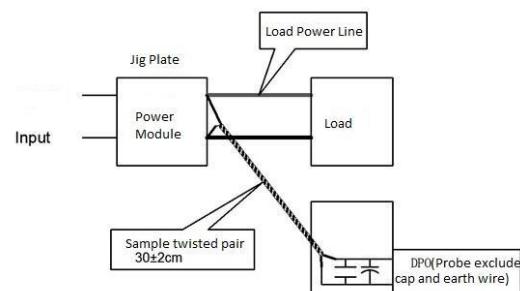 Load Power Line
Jig Plate
Power
Module
Load
Input
Sample twisted pair
30±2cm
DPO(Probe exclude
cap and earth wire)